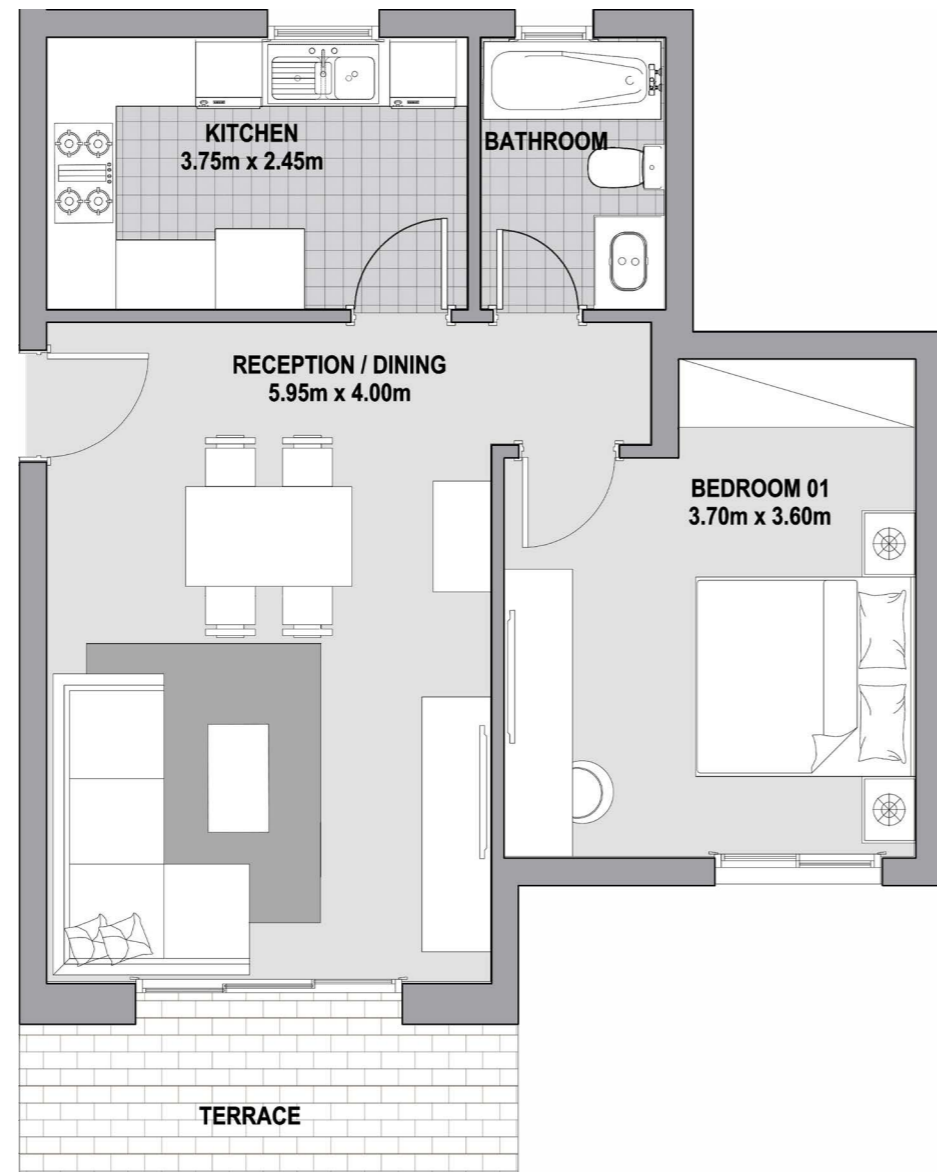 KITCHEN
3.75m x 2.45m
BATHROOM
RECEPTION / DINING
5.95m x 4.00m
BEDROOM 01
3.70m x 3.60m
TERRACE